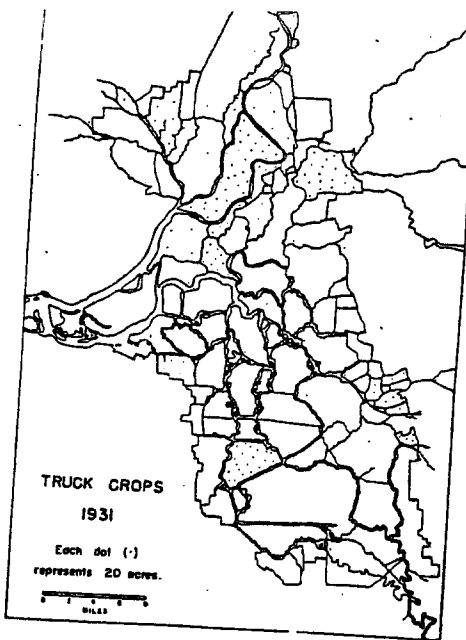 TRUCK CROPS
1931
Each dot (·)
represents 20 acres.
MILES